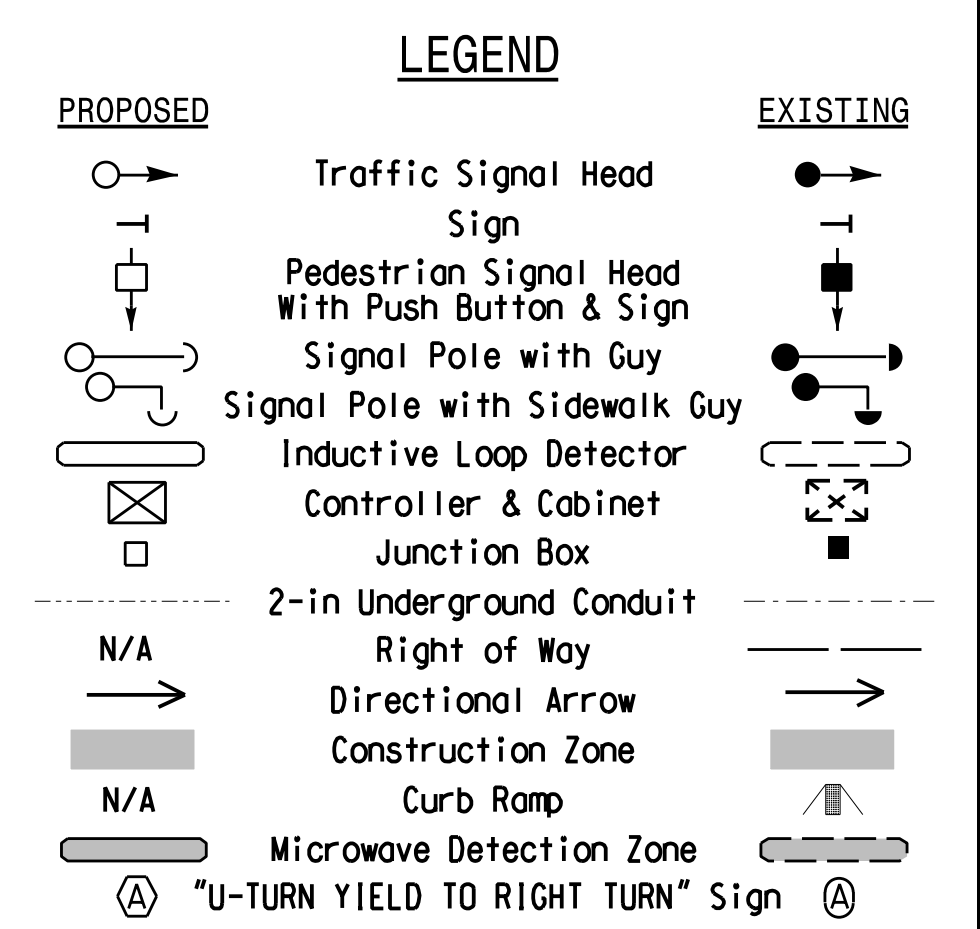 LEGEND
PROPOSED EXISTING
Traffic Signal Head
Sign
Pedestrian Signal Head
With Push Button & Sign
Signal Pole with Guy
Signal Pole with Sidewalk Guy
Inductive Loop Detector
Controller & Cabinet
Junction Box
2-in Underground Conduit
N/A Right of Way
Directional Arrow
Construction Zone
N/A Curb Ramp
Microwave Detection Zone
A "U-TURN YIELD TO RIGHT TURN" Sign A